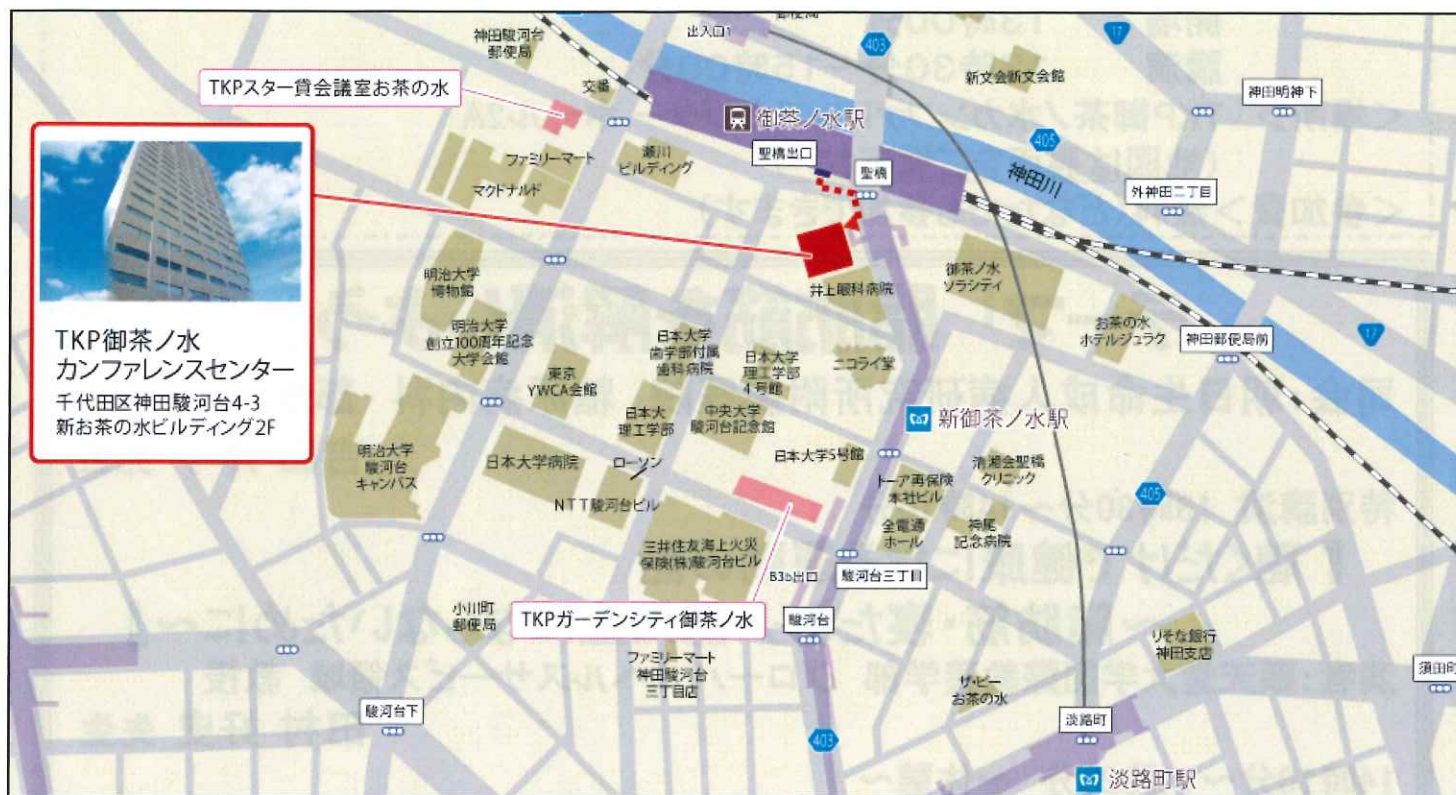 神田駿河台
郵便局
出入口1
403
17
新文会館
神田明神下
TKPスター貸会議室お茶の水
交番
御茶ノ水駅
聖橋出口
405
ファミリーマート
瀬川
ビルディング
マクドナルド
聖橋
神田川
外神田二丁目
TKP御茶ノ水
カンファレンスセンター
千代田区神田駿河台4-3
新お茶の水ビルディング2F
明治大学
博物館
井上眼科病院
御茶ノ水
ソラシティ
明治大学
創立100周年記念
大学会館
日本大学
歯学部付属
歯科病院
お茶の水
ホテルジュラク
神田郵便局前
17
東京
YWCA会館
日本大学
理工学部
4号館
ニコライ堂
日本大
理工学部
中央大学
駿河台記念館
新御茶ノ水駅
明治大学
駿河台
キャンパス
日本大学病院
ローソン
日本大学5号館
清湘会聖橋
クリニック
トーア再保険
本社ビル
405
NTT駿河台ビル
全電通
ホール
神尾
記念病院
三井住友海上火災
保険(株)駿河台ビル
B3b出口
駿河台三丁目
TKPガーデンシティ御茶ノ水
駿河台
小川町
郵便局
ファミリーマート
神田駿河台
三丁目店
りそな銀行
神田支店
須田町
ザ・ビー
お茶の水
駿河台下
淡路町
403
淡路町駅